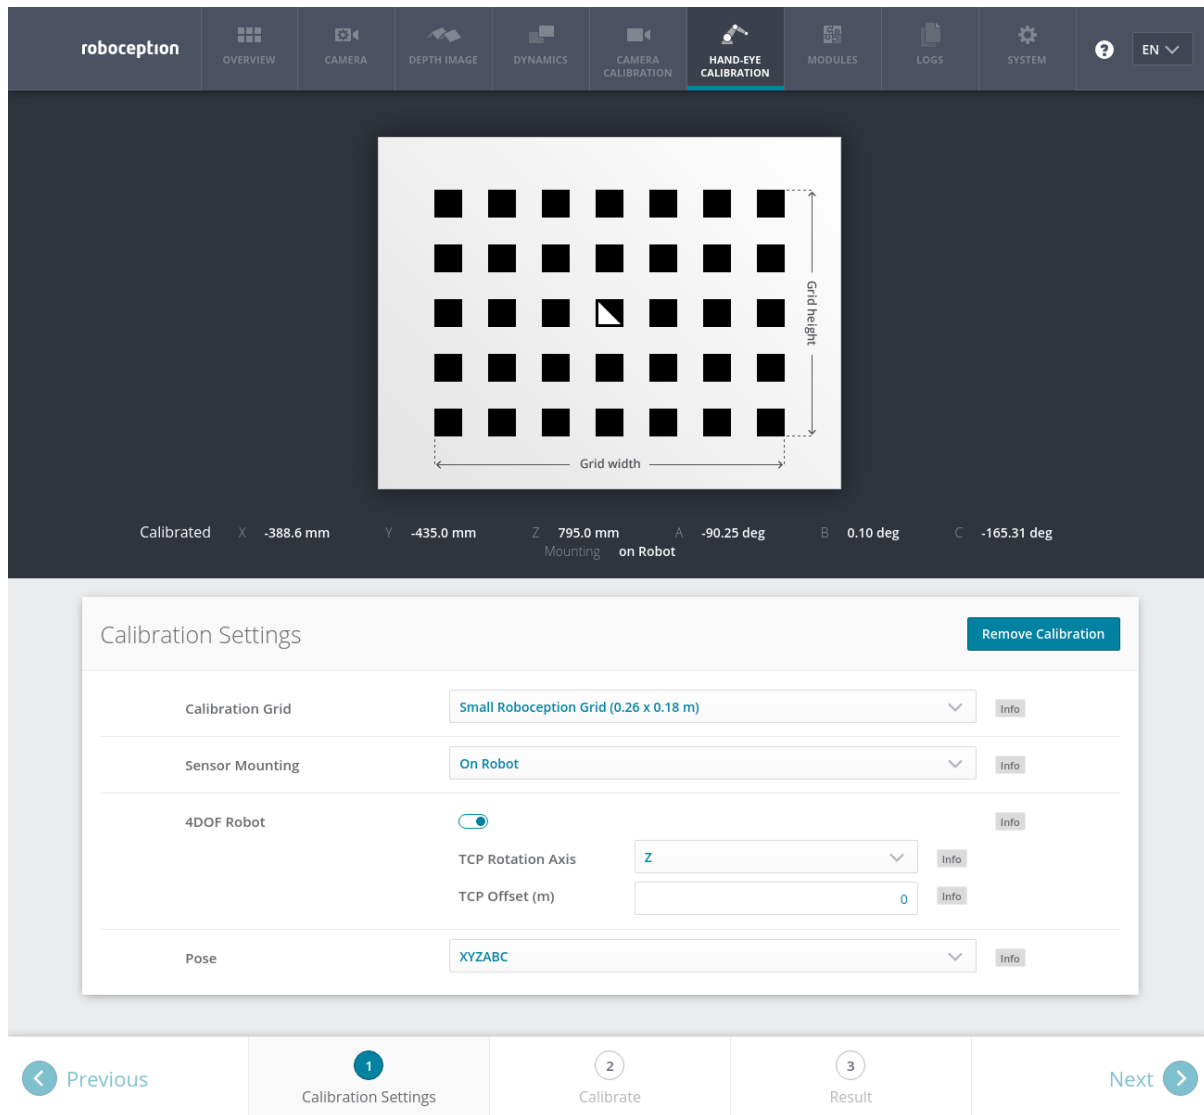 roboception
OVERVIEW
CAMERA
DEPTH IMAGE
DYNAMICS
CAMERA
CALIBRATION
HAND-EYE
CALIBRATION
MODULES
LOGS
SYSTEM
?
EN
Grid height
Grid width
Calibrated X -388.6 mm Y -435.0 mm Z 795.0 mm A -90.25 deg B 0.10 deg C -165.31 deg
Mounting on Robot
Calibration Settings
Remove Calibration
Calibration Grid Small Roboception Grid (0.26 x 0.18 m) Info
Sensor Mounting On Robot Info
4DOF Robot Info
TCP Rotation Axis Z Info
TCP Offset (m) 0 Info
Pose XYZABC Info
Previous
1
Calibration Settings
2
Calibrate
3
Result
Next